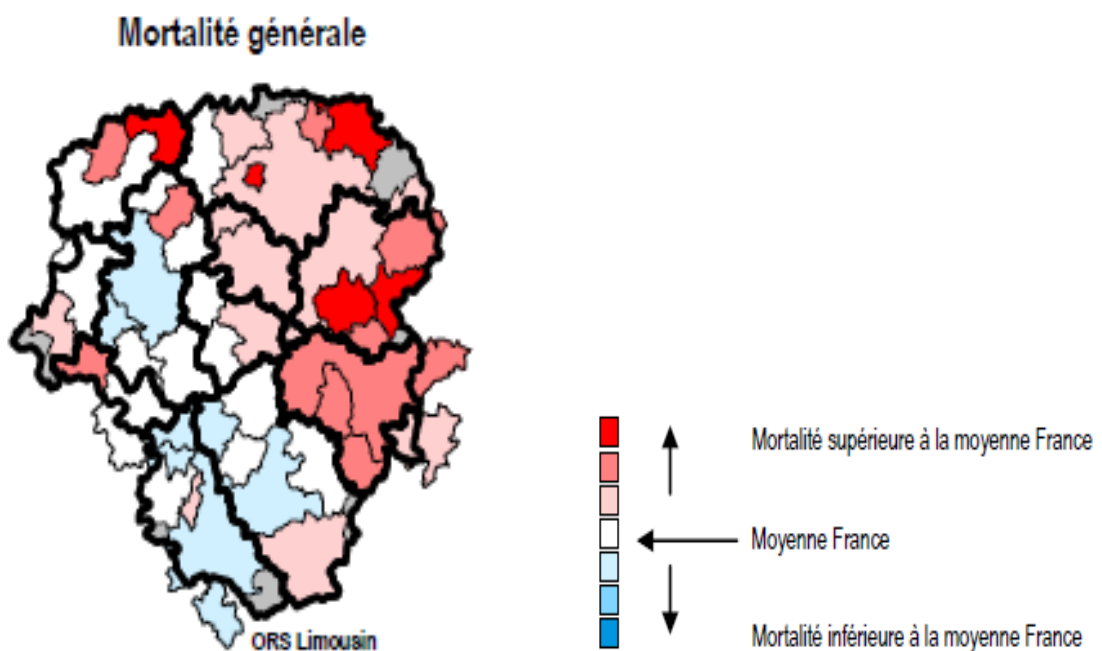 Mortalité générale
Mortalité supérieure à la moyenne France
Moyenne France
Mortalité inférieure à la moyenne France
ORS Limousin